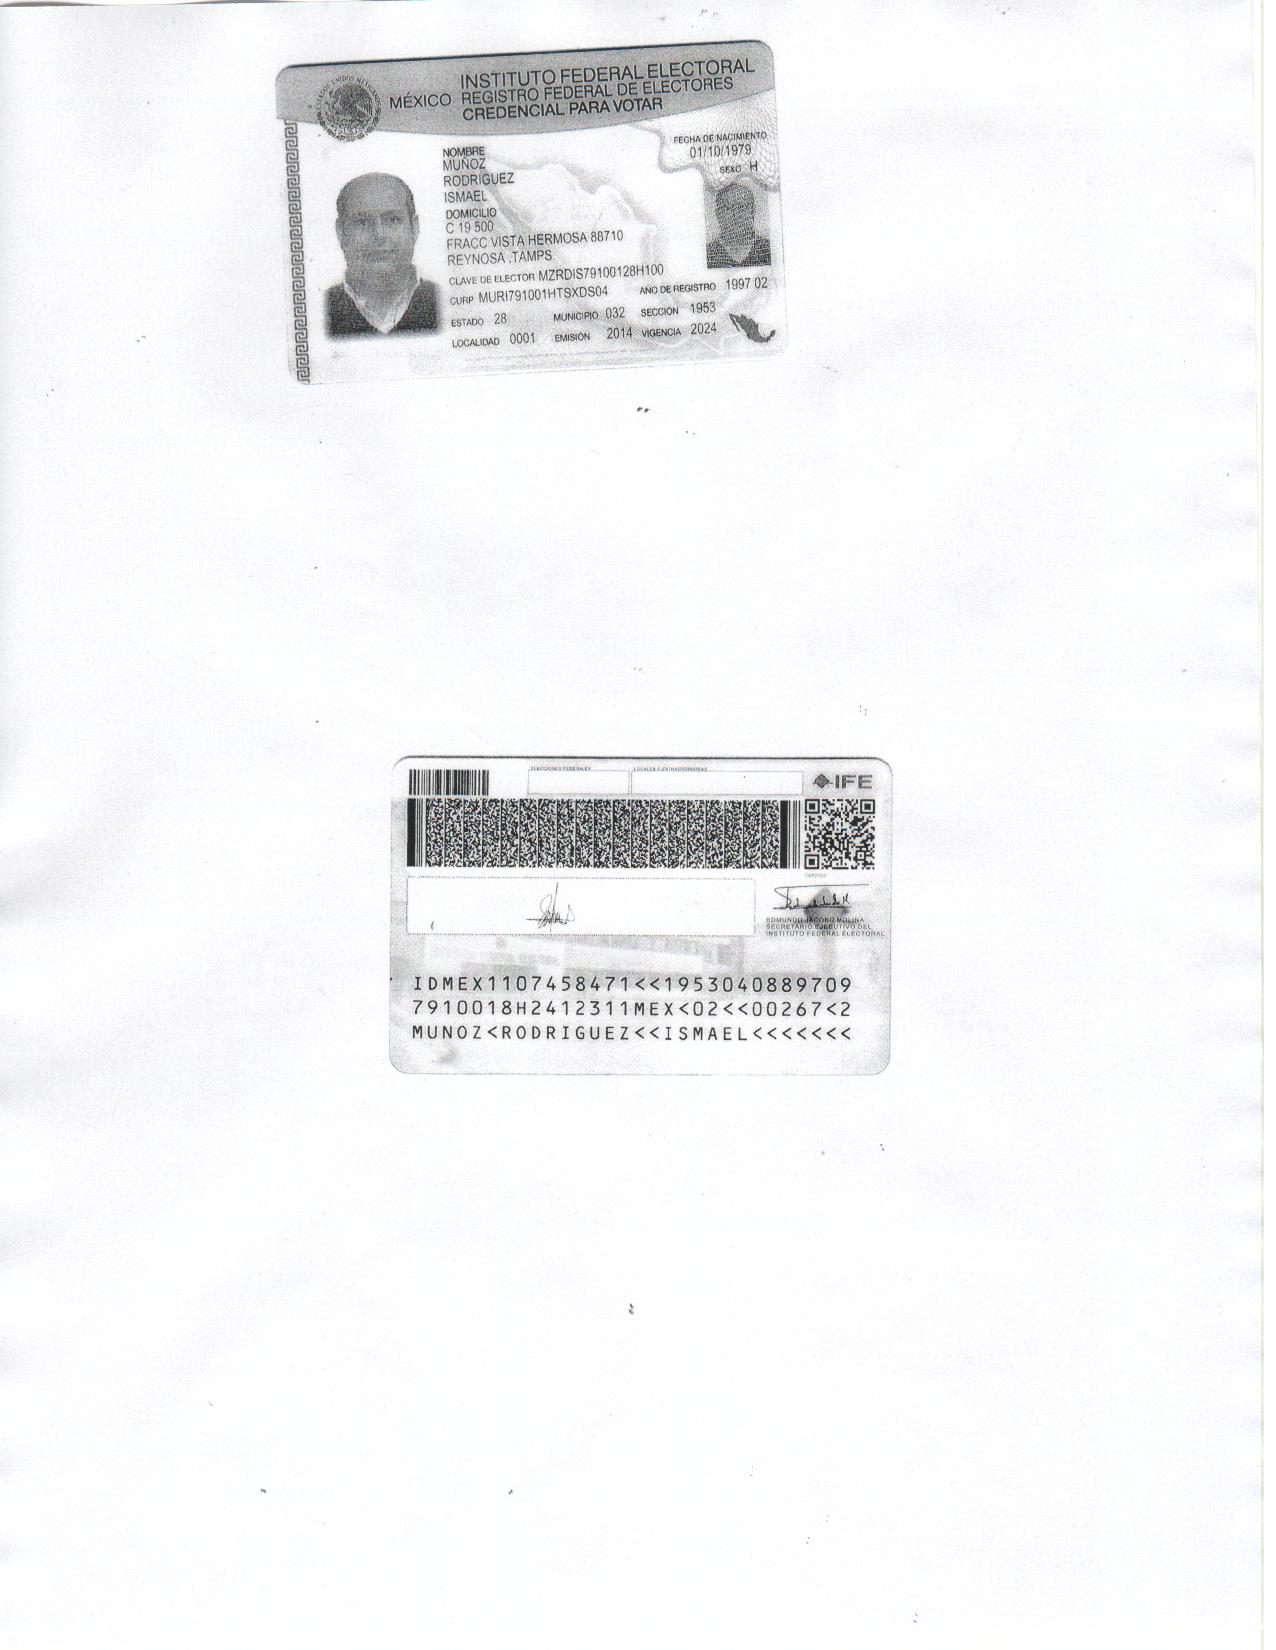 INSTITUTO FEDERAL ELECTORAL
MÉXICO REGISTRO FEDERAL DE ELECTORES
CREDENCIAL PARA VOTAR
FECHA DE NACIMIENTO
01/10/1979
SEXO H
NOMBRE
MUÑOZ
RODRIGUEZ
ISMAEL
DOMICILIO
C 19 500
FRACC VISTA HERMOSA 88710
REYNOSA ,TAMPS
CLAVE DE ELECTOR MZRDIS79100128H100
CURP MURI791001HTSXDS04 AÑO DE REGISTRO 1997 02
ESTADO 28 MUNICIPIO 032 SECCIÓN 1953
LOCALIDAD 0001 EMISIÓN 2014 VIGENCIA 2024
ELECCIONES FEDERALES LOCALES Y EXTRAORDINARIAS
IFE
EDMUNDO JACOBO MOLINA
SECRETARIO EJECUTIVO DEL
INSTITUTO FEDERAL ELECTORAL
IDMEX1107458471<<1953040889709
7910018H2412311MEX<02<<00267<2
MUNOZ<RODRIGUEZ<<ISMAEL<<<<<<<